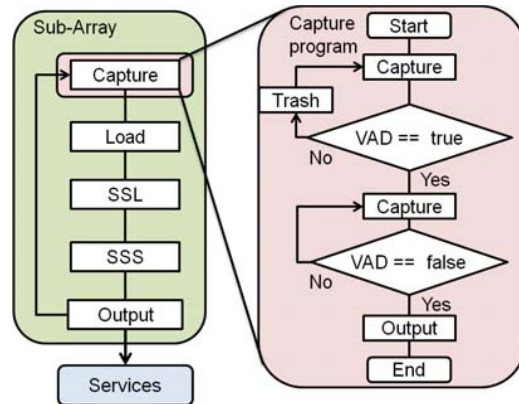 Sub-Array
Capture
Load
SSL
SSS
Output
Services
Capture
program
Start
Capture
Trash
VAD == true
No
Yes
Capture
VAD == false
No
Yes
Output
End